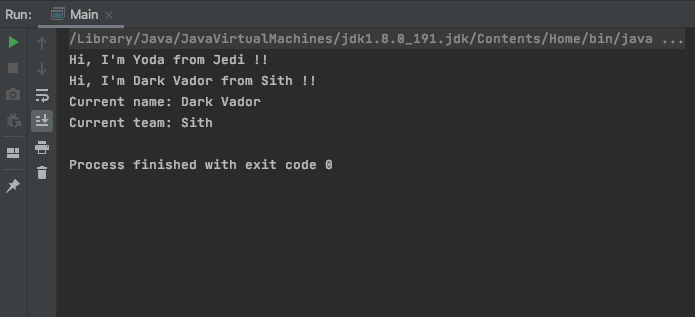 Run: Main
/Library/Java/JavaVirtualMachines/jdk1.8.0_191.jdk/Contents/Home/bin/java ...
Hi, I'm Yoda from Jedi !!
Hi, I'm Dark Vador from Sith !!
Current name: Dark Vador
Current team: Sith
Process finished with exit code 0